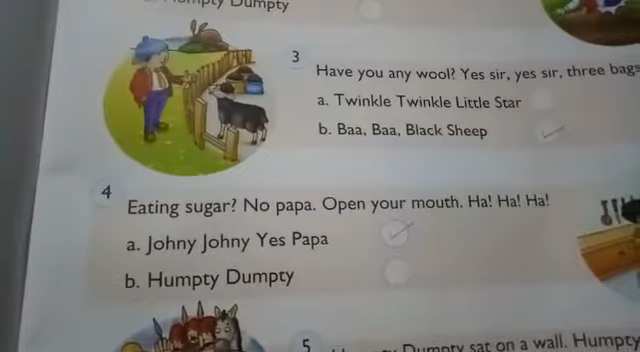 Humpty Dumpty
3
Have you any wool? Yes sir, yes sir, three bags
a. Twinkle Twinkle Little Star
b. Baa, Baa, Black Sheep
4
Eating sugar? No papa. Open your mouth. Ha! Ha! Ha!
a. Johny Johny Yes Papa
b. Humpty Dumpty
5
Dumpty sat on a wall. Humpty